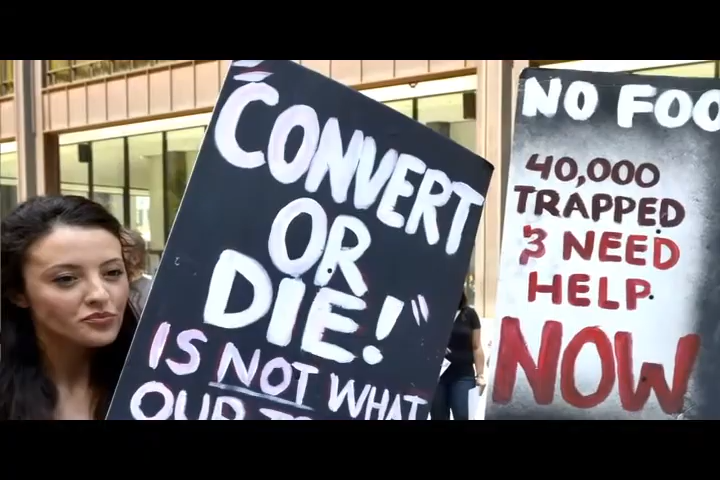 "CONVERT
OR
DIE!"
IS NOT WHAT
OUR
NO FOO
40,000
TRAPPED
& NEED
HELP
NOW